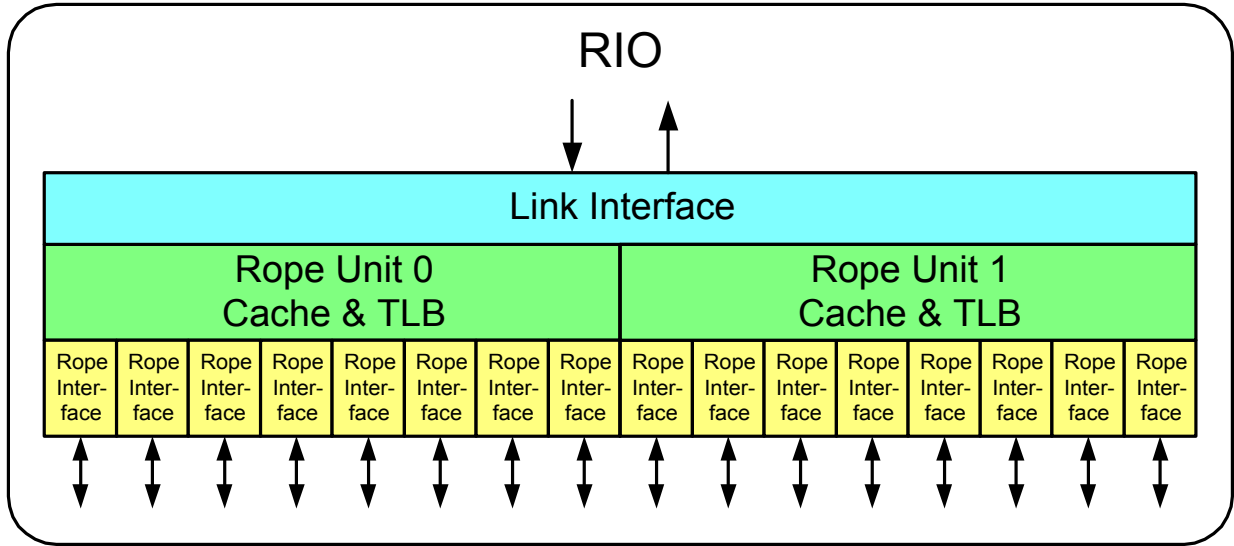 RIO
Link Interface
Rope Unit 0
Cache & TLB
Rope Unit 1
Cache & TLB
Rope
Inter-
face
Rope
Inter-
face
Rope
Inter-
face
Rope
Inter-
face
Rope
Inter-
face
Rope
Inter-
face
Rope
Inter-
face
Rope
Inter-
face
Rope
Inter-
face
Rope
Inter-
face
Rope
Inter-
face
Rope
Inter-
face
Rope
Inter-
face
Rope
Inter-
face
Rope
Inter-
face
Rope
Inter-
face